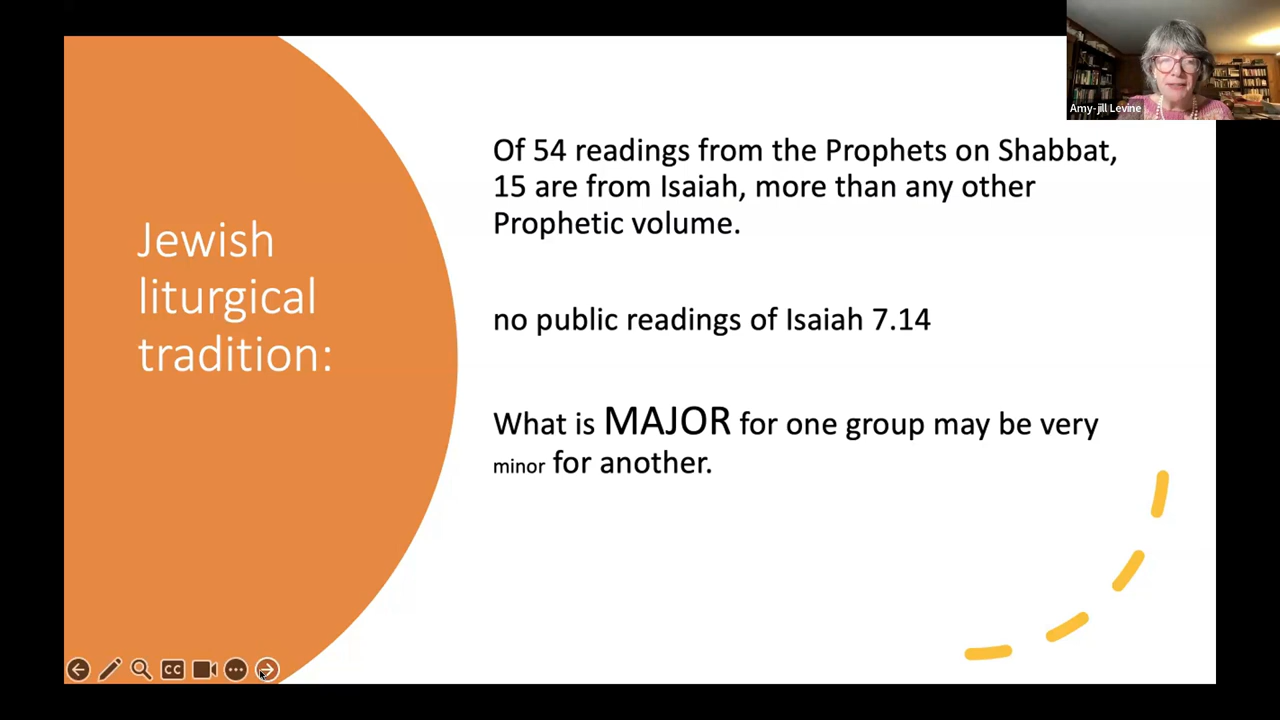 Amy-jill Levine
Jewish
liturgical
tradition:
Of 54 readings from the Prophets on Shabbat,
15 are from Isaiah, more than any other
Prophetic volume.
no public readings of Isaiah 7.14
What is MAJOR for one group may be very
minor for another.
CC